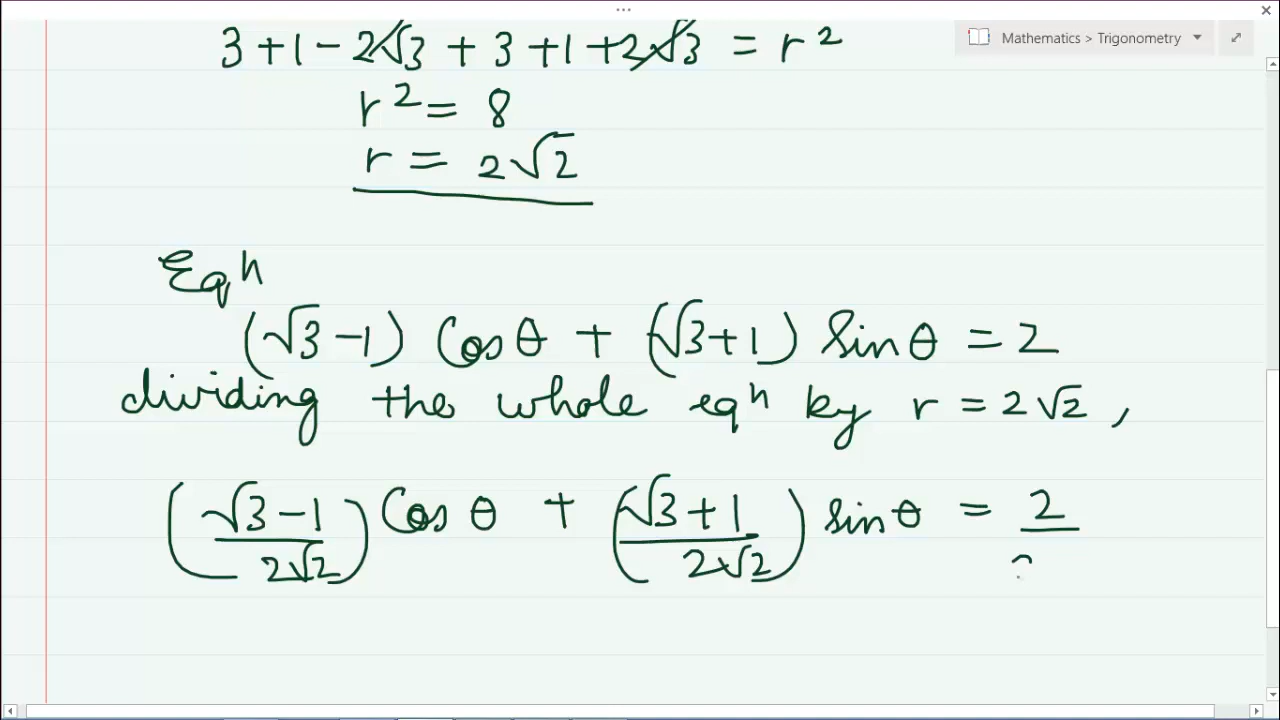 Mathematics > Trigonometry
3 + 1 - 2√3 + 3 + 1 + 2√3 = r²
r² = 8
r = 2√2
Eqⁿ
(√3 - 1) Cos θ + (√3 + 1) Sin θ = 2
dividing the whole eqⁿ by r = 2√2 ,
((√3 - 1)/(2√2)) Cos θ + ((√3 + 1)/(2√2)) sin θ = 2/